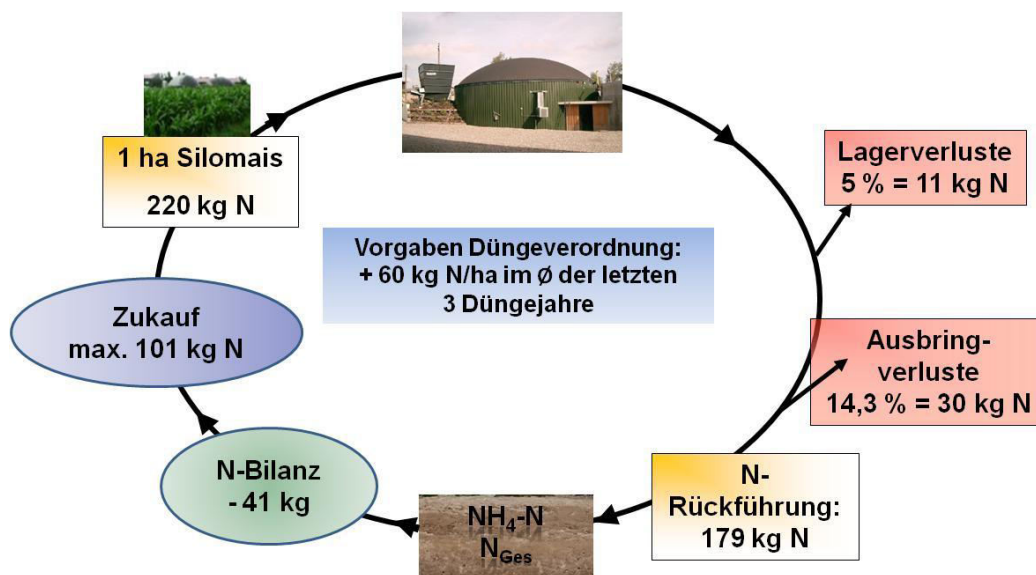 1 ha Silomais
220 kg N
Lagerverluste
5 % = 11 kg N
Vorgaben Düngeverordnung:
+ 60 kg N/ha im Ø der letzten
3 Düngejahre
Zukauf
max. 101 kg N
Ausbring-
verluste
14,3 % = 30 kg N
N-Bilanz
- 41 kg
NH₄-N
N_Ges
N-
Rückführung:
179 kg N